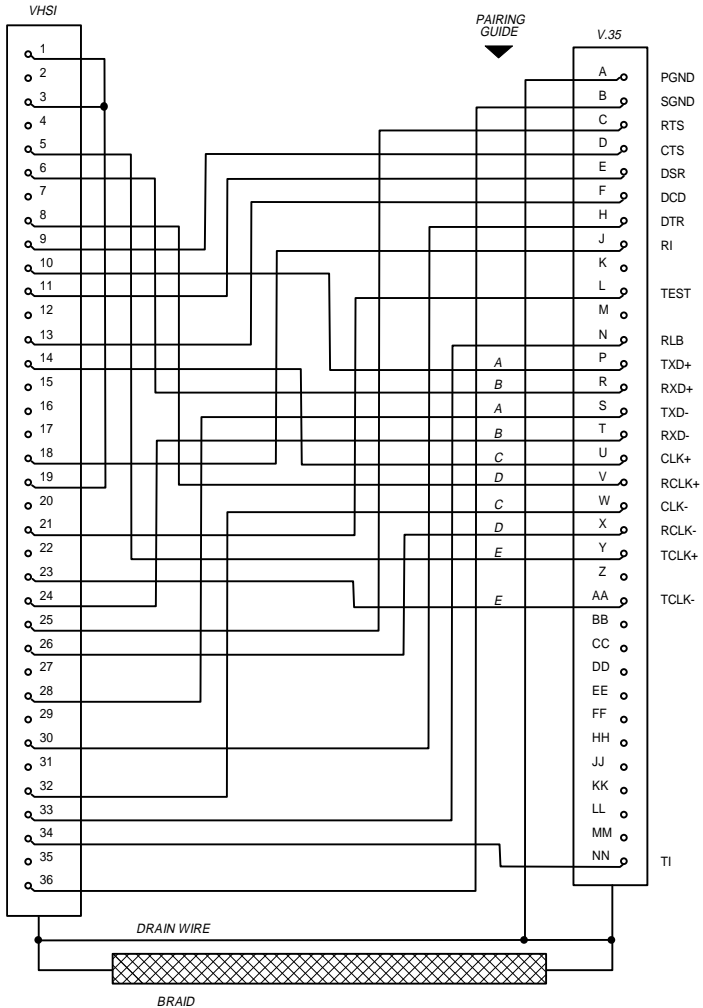 VHSI
PAIRING
GUIDE
V.35
1
2
3
4
5
6
7
8
9
10
11
12
13
14
15
16
17
18
19
20
21
22
23
24
25
26
27
28
29
30
31
32
33
34
35
36
A
B
A
B
C
D
C
D
E
E
A PGND
B SGND
C RTS
D CTS
E DSR
F DCD
H DTR
J RI
K
L TEST
M
N RLB
P TXD+
R RXD+
S TXD-
T RXD-
U CLK+
V RCLK+
W CLK-
X RCLK-
Y TCLK+
Z
AA TCLK-
BB
CC
DD
EE
FF
HH
JJ
KK
LL
MM
NN TI
DRAIN WIRE
BRAID